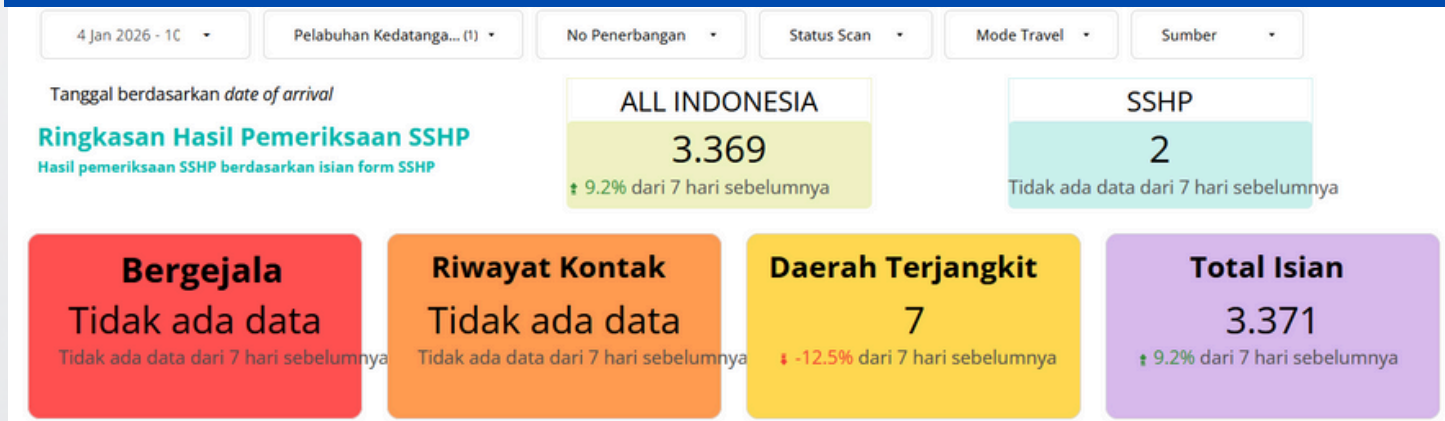 4 Jan 2026 - 10
Pelabuhan Kedatanga... (1)
No Penerbangan
Status Scan
Mode Travel
Sumber
Tanggal berdasarkan date of arrival
Ringkasan Hasil Pemeriksaan SSHP
Hasil pemeriksaan SSHP berdasarkan isian form SSHP
ALL INDONESIA
3.369
9.2% dari 7 hari sebelumnya
SSHP
2
Tidak ada data dari 7 hari sebelumnya
Bergejala
Tidak ada data
Tidak ada data dari 7 hari sebelumnya
Riwayat Kontak
Tidak ada data
Tidak ada data dari 7 hari sebelumnya
Daerah Terjangkit
7
-12.5% dari 7 hari sebelumnya
Total Isian
3.371
9.2% dari 7 hari sebelumnya